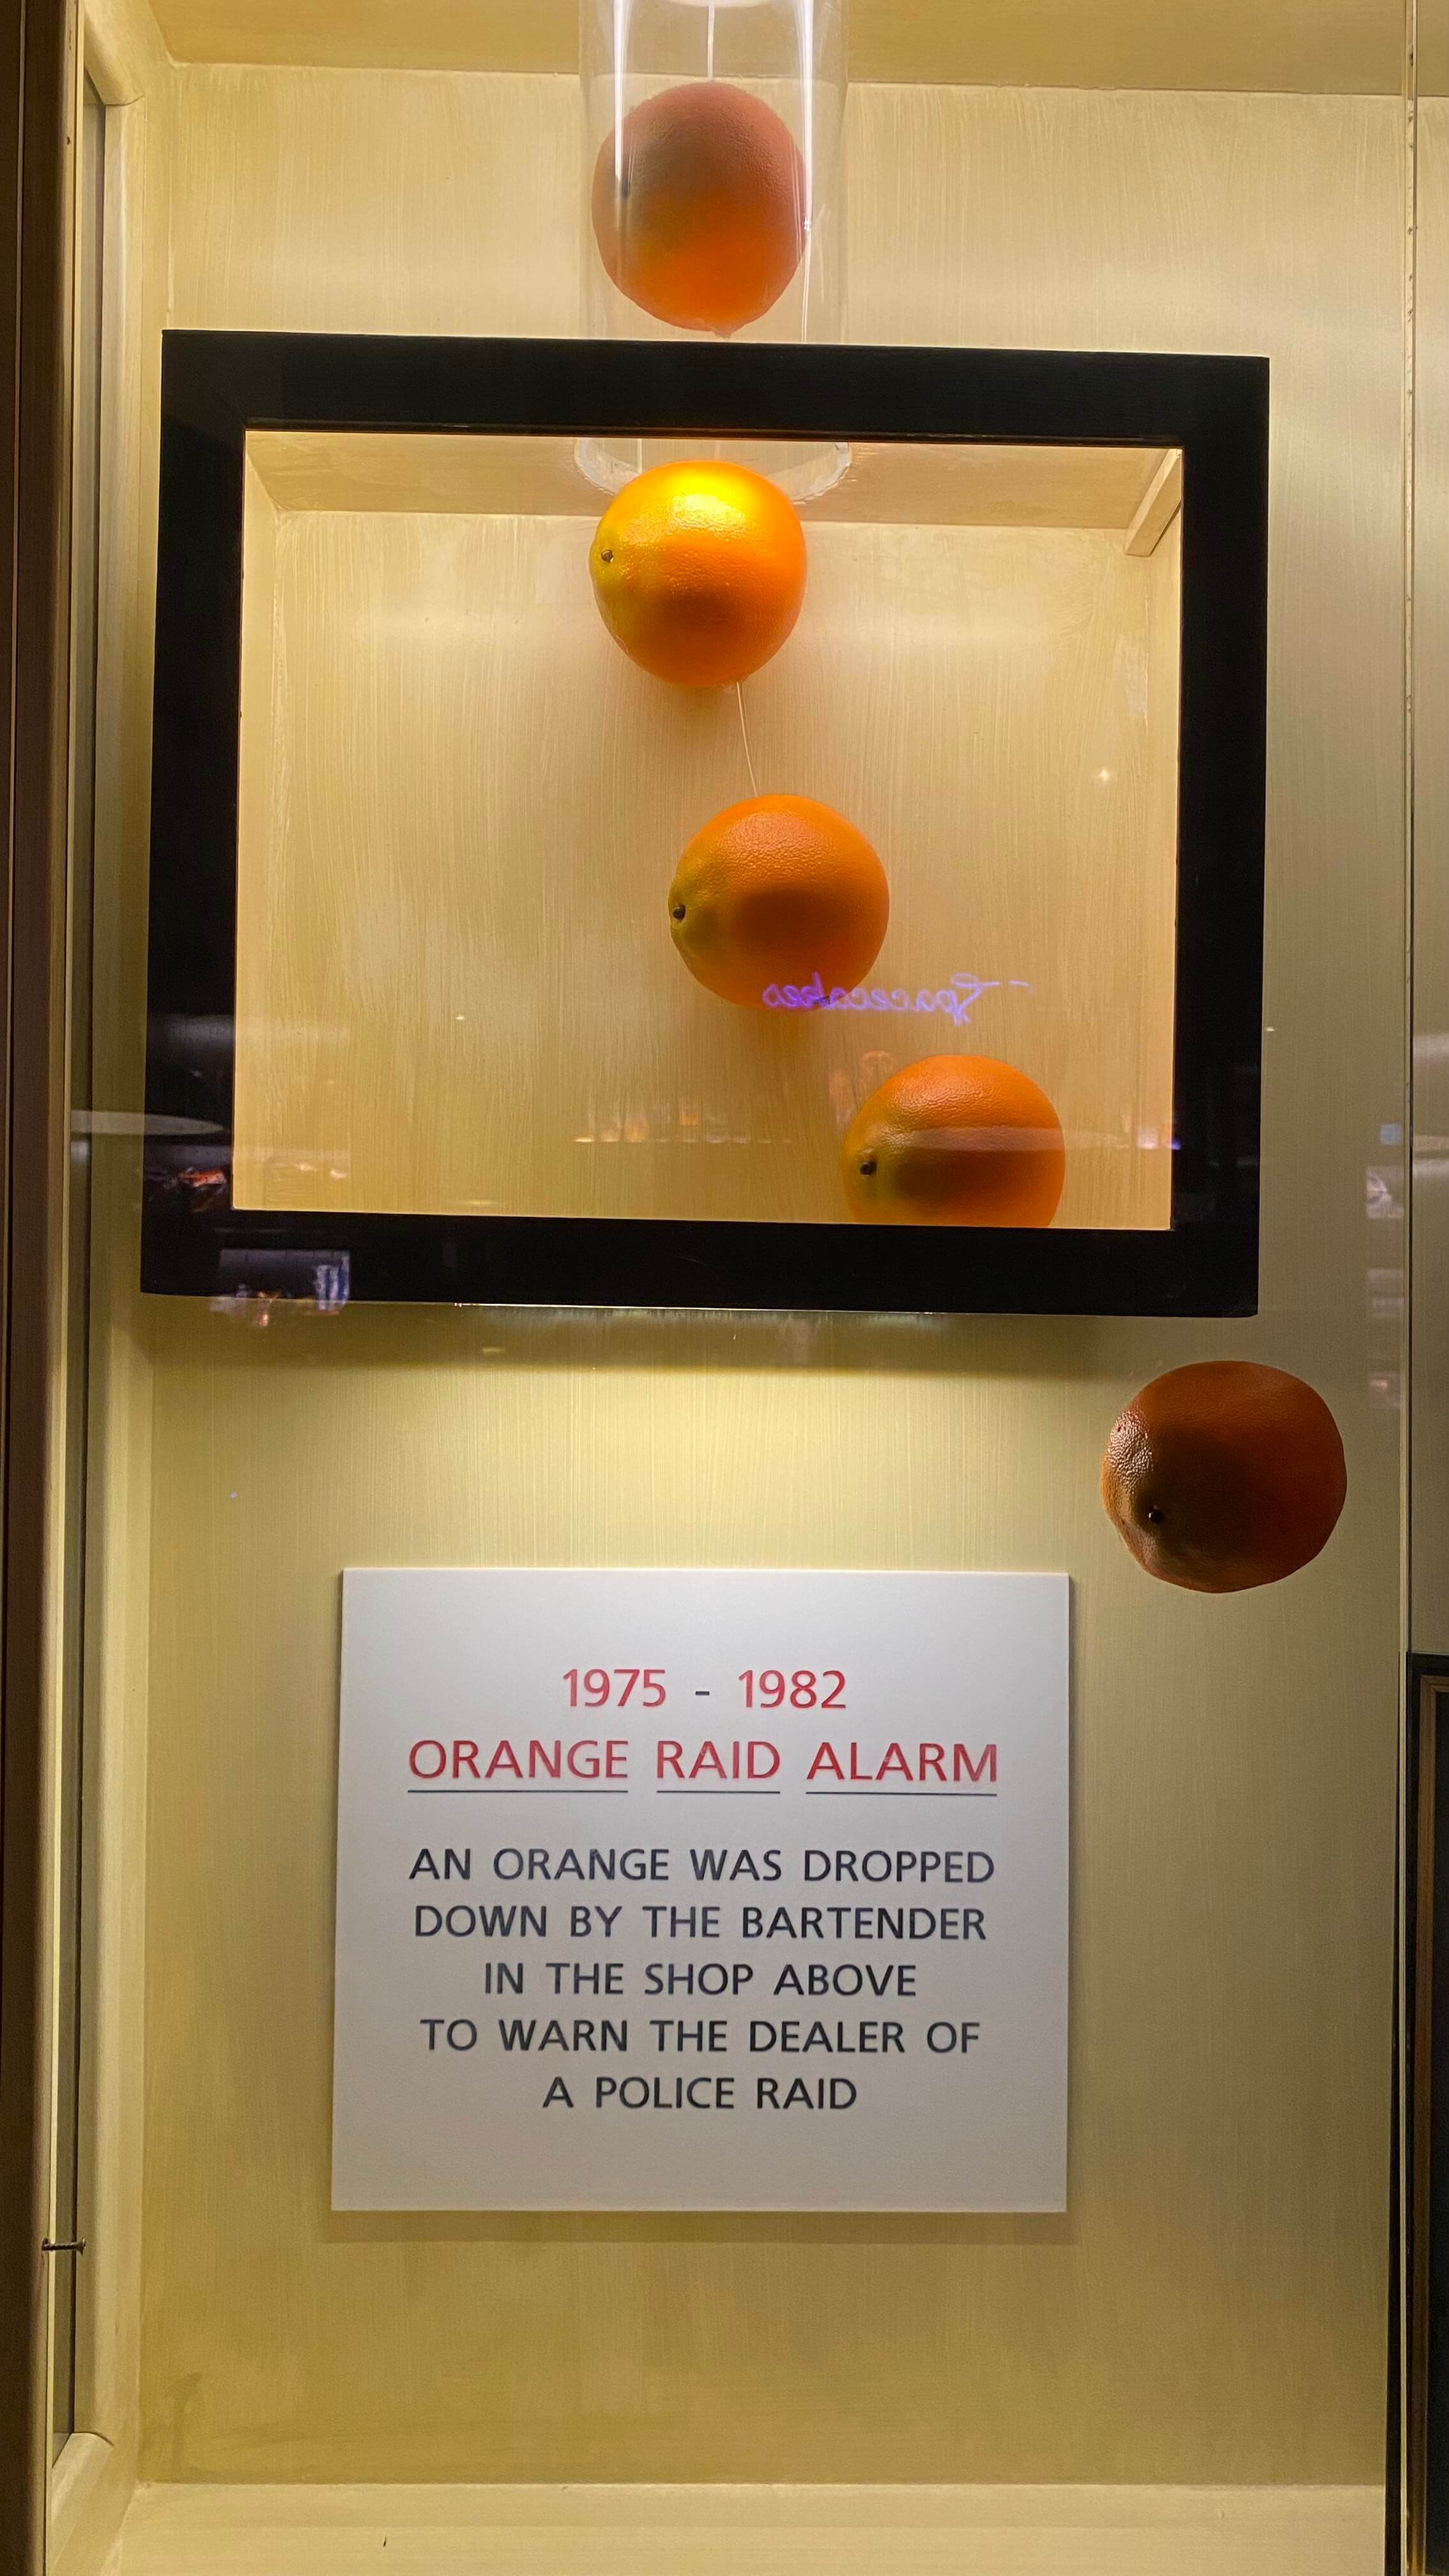 Spacecakes
1975 - 1982
ORANGE RAID ALARM
AN ORANGE WAS DROPPED
DOWN BY THE BARTENDER
IN THE SHOP ABOVE
TO WARN THE DEALER OF
A POLICE RAID